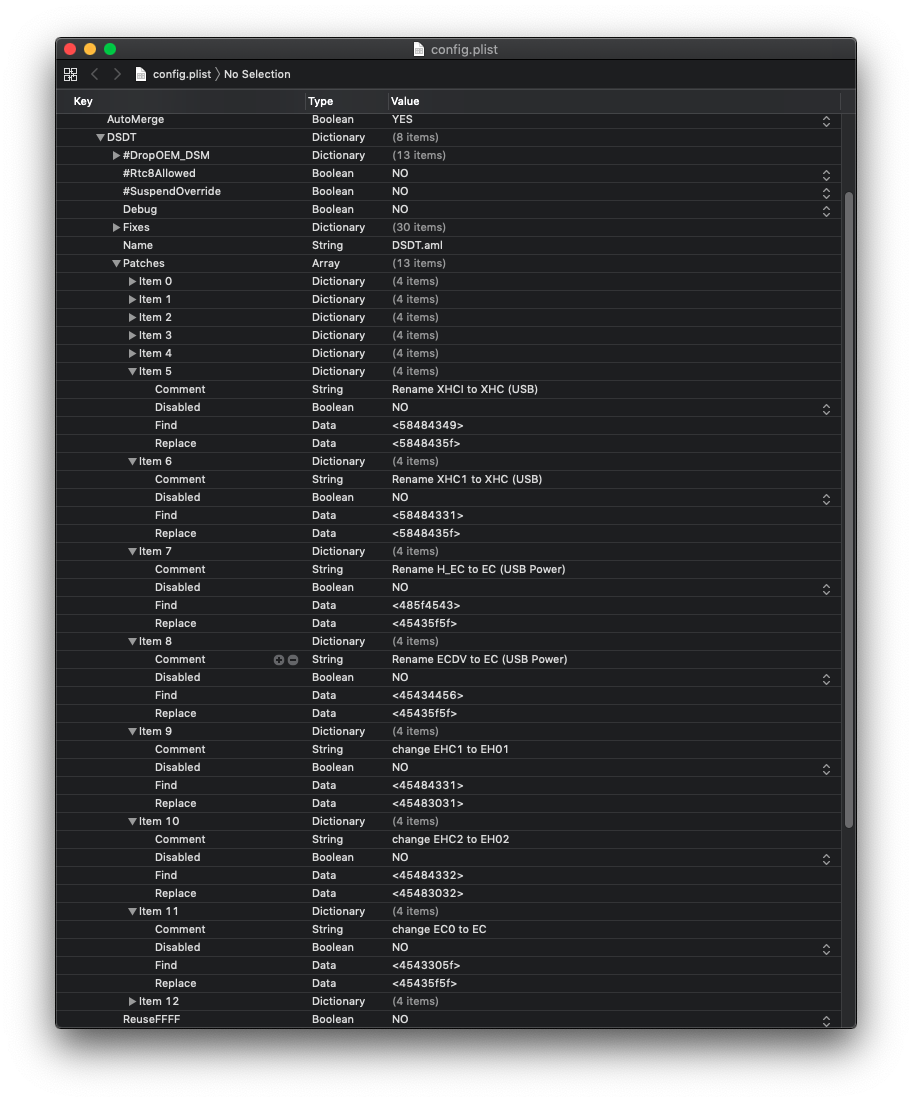 config.plist
config.plist No Selection
Key Type Value
AutoMerge Boolean YES
DSDT Dictionary (8 items)
#DropOEM_DSM Dictionary (13 items)
#Rtc8Allowed Boolean NO
#SuspendOverride Boolean NO
Debug Boolean NO
Fixes Dictionary (30 items)
Name String DSDT.aml
Patches Array (13 items)
Item 0 Dictionary (4 items)
Item 1 Dictionary (4 items)
Item 2 Dictionary (4 items)
Item 3 Dictionary (4 items)
Item 4 Dictionary (4 items)
Item 5 Dictionary (4 items)
Comment String Rename XHCI to XHC (USB)
Disabled Boolean NO
Find Data <58484349>
Replace Data <5848435f>
Item 6 Dictionary (4 items)
Comment String Rename XHC1 to XHC (USB)
Disabled Boolean NO
Find Data <58484331>
Replace Data <5848435f>
Item 7 Dictionary (4 items)
Comment String Rename H_EC to EC (USB Power)
Disabled Boolean NO
Find Data <485f4543>
Replace Data <45435f5f>
Item 8 Dictionary (4 items)
Comment String Rename ECDV to EC (USB Power)
Disabled Boolean NO
Find Data <45434456>
Replace Data <45435f5f>
Item 9 Dictionary (4 items)
Comment String change EHC1 to EH01
Disabled Boolean NO
Find Data <45484331>
Replace Data <45483031>
Item 10 Dictionary (4 items)
Comment String change EHC2 to EH02
Disabled Boolean NO
Find Data <45484332>
Replace Data <45483032>
Item 11 Dictionary (4 items)
Comment String change EC0 to EC
Disabled Boolean NO
Find Data <4543305f>
Replace Data <45435f5f>
Item 12 Dictionary (4 items)
ReuseFFFF Boolean NO